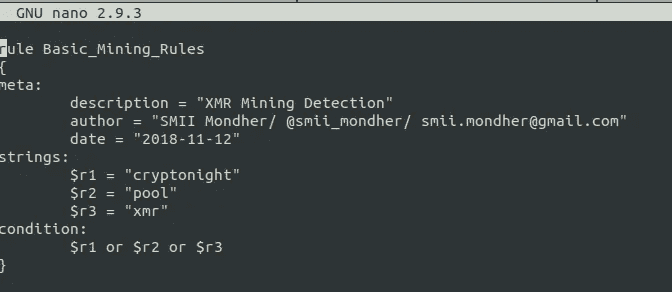 GNU nano 2.9.3
rule Basic_Mining_Rules
{
meta:
description = "XMR Mining Detection"
author = "SMII Mondher/ @smii_mondher/ smii.mondher@gmail.com"
date = "2018-11-12"
strings:
$r1 = "cryptonight"
$r2 = "pool"
$r3 = "xmr"
condition:
$r1 or $r2 or $r3
}